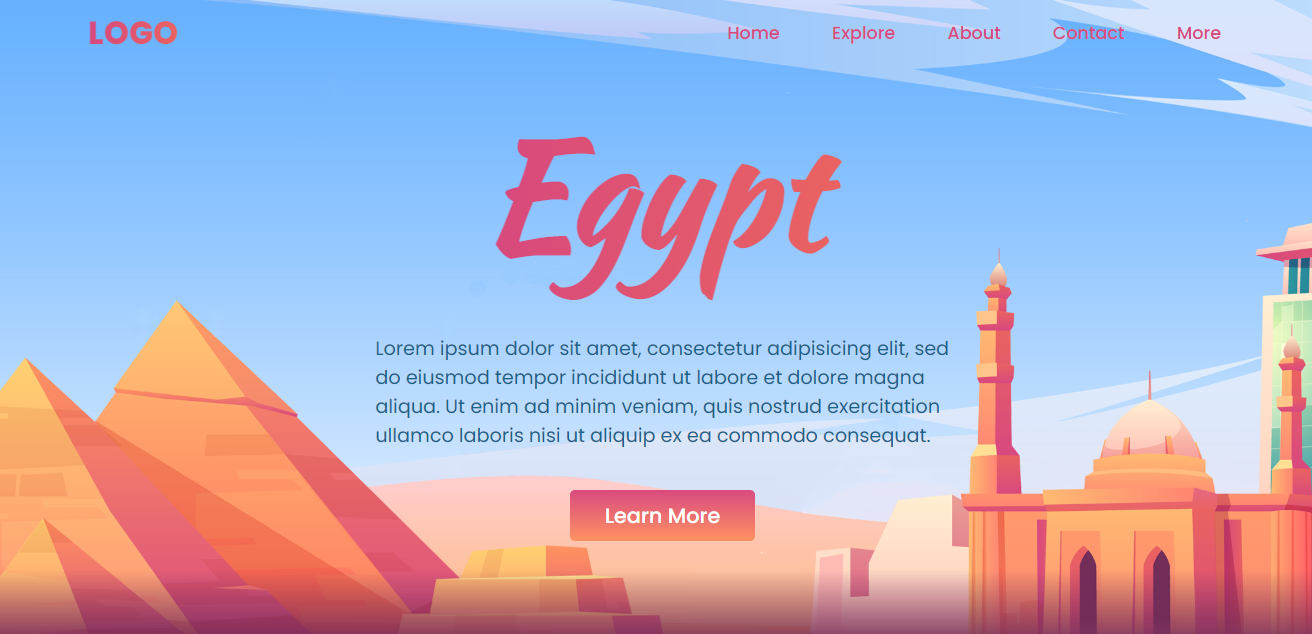 LOGO
Home Explore About Contact More
Egypt
Lorem ipsum dolor sit amet, consectetur adipisicing elit, sed
do eiusmod tempor incididunt ut labore et dolore magna
aliqua. Ut enim ad minim veniam, quis nostrud exercitation
ullamco laboris nisi ut aliquip ex ea commodo consequat.
Learn More